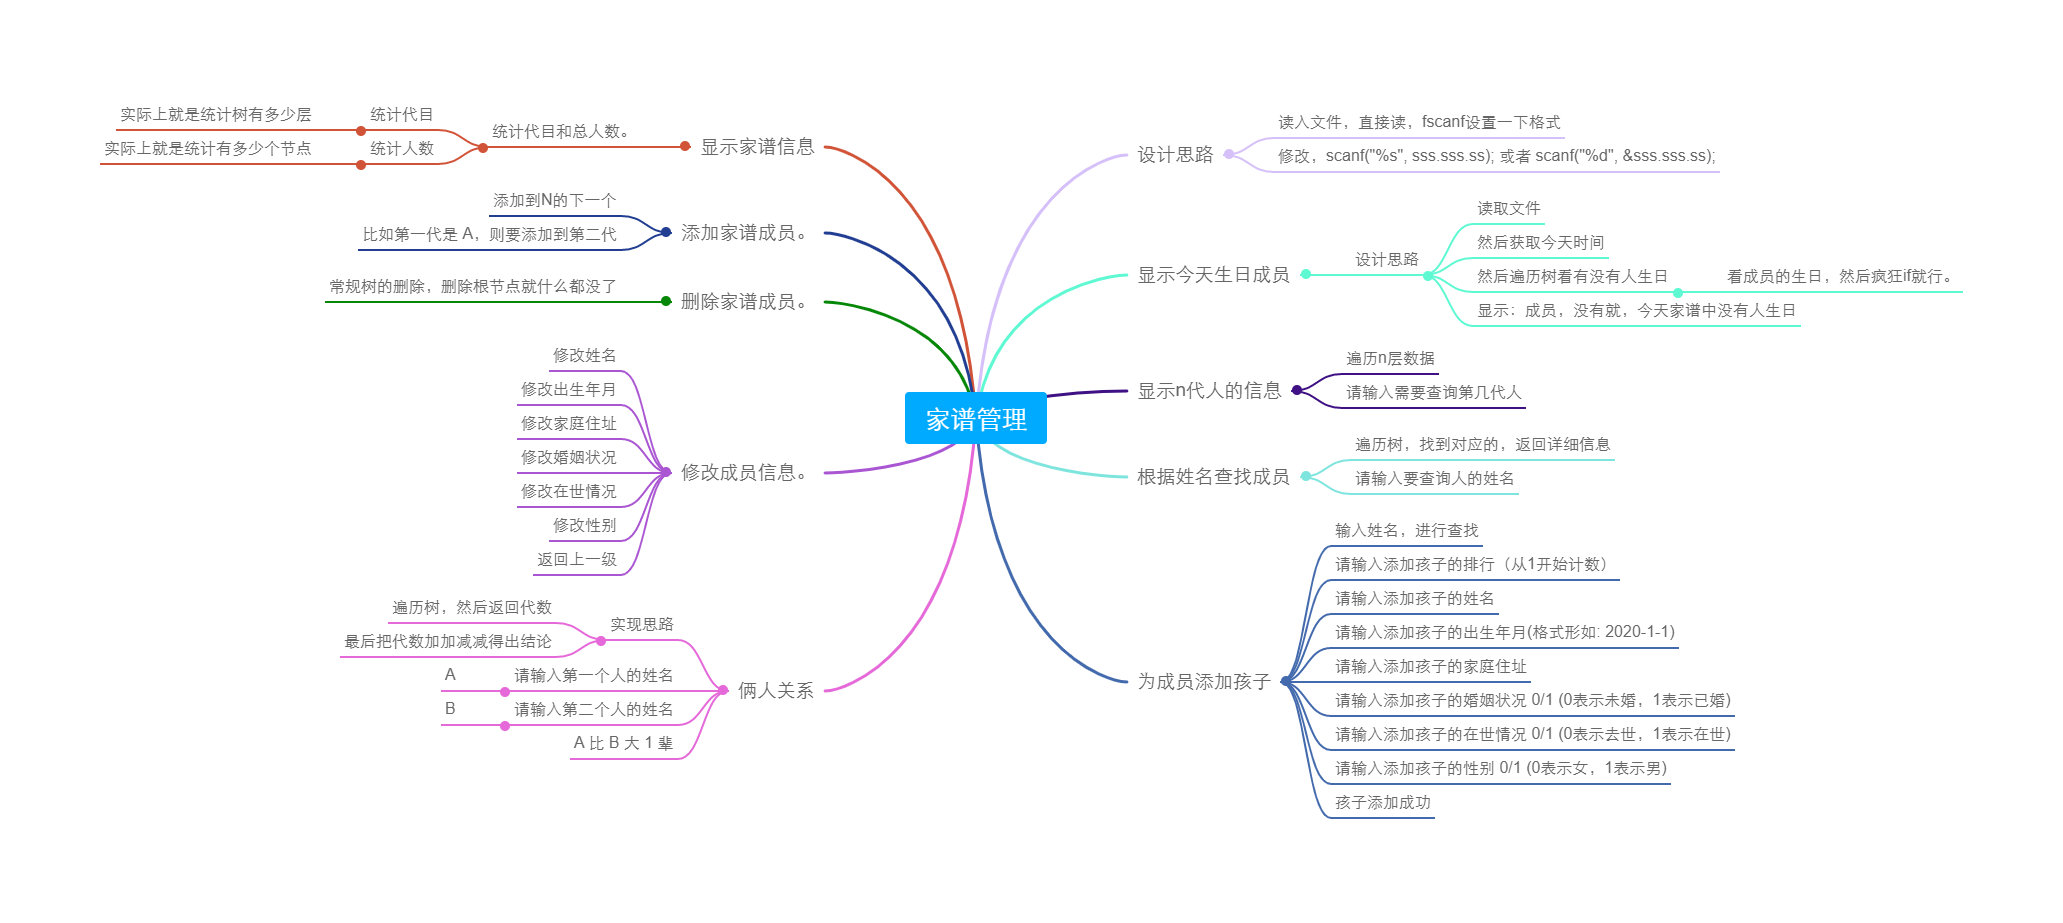 家谱管理
显示家谱信息
统计代目和总人数。
统计代目
实际上就是统计树有多少层
统计人数
实际上就是统计有多少个节点
添加家谱成员。
添加到N的下一个
比如第一代是 A，则要添加到第二代
删除家谱成员。
常规树的删除，删除根节点就什么都没了
修改成员信息。
修改姓名
修改出生年月
修改家庭住址
修改婚姻状况
修改在世情况
修改性别
返回上一级
俩人关系
实现思路
遍历树，然后返回代数
最后把代数加加减减得出结论
请输入第一个人的姓名
A
请输入第二个人的姓名
B
A 比 B 大 1 辈
设计思路
读入文件，直接读，fscanf设置一下格式
修改，scanf("%s", sss.sss.ss); 或者 scanf("%d", &sss.sss.ss);
显示今天生日成员
设计思路
读取文件
然后获取今天时间
然后遍历树看有没有人生日
看成员的生日，然后疯狂if就行。
显示：成员，没有就，今天家谱中没有人生日
显示n代人的信息
遍历n层数据
请输入需要查询第几代人
根据姓名查找成员
遍历树，找到对应的，返回详细信息
请输入要查询人的姓名
为成员添加孩子
输入姓名，进行查找
请输入添加孩子的排行（从1开始计数）
请输入添加孩子的姓名
请输入添加孩子的出生年月(格式形如: 2020-1-1)
请输入添加孩子的家庭住址
请输入添加孩子的婚姻状况 0/1 (0表示未婚，1表示已婚)
请输入添加孩子的在世情况 0/1 (0表示去世，1表示在世)
请输入添加孩子的性别 0/1 (0表示女，1表示男)
孩子添加成功